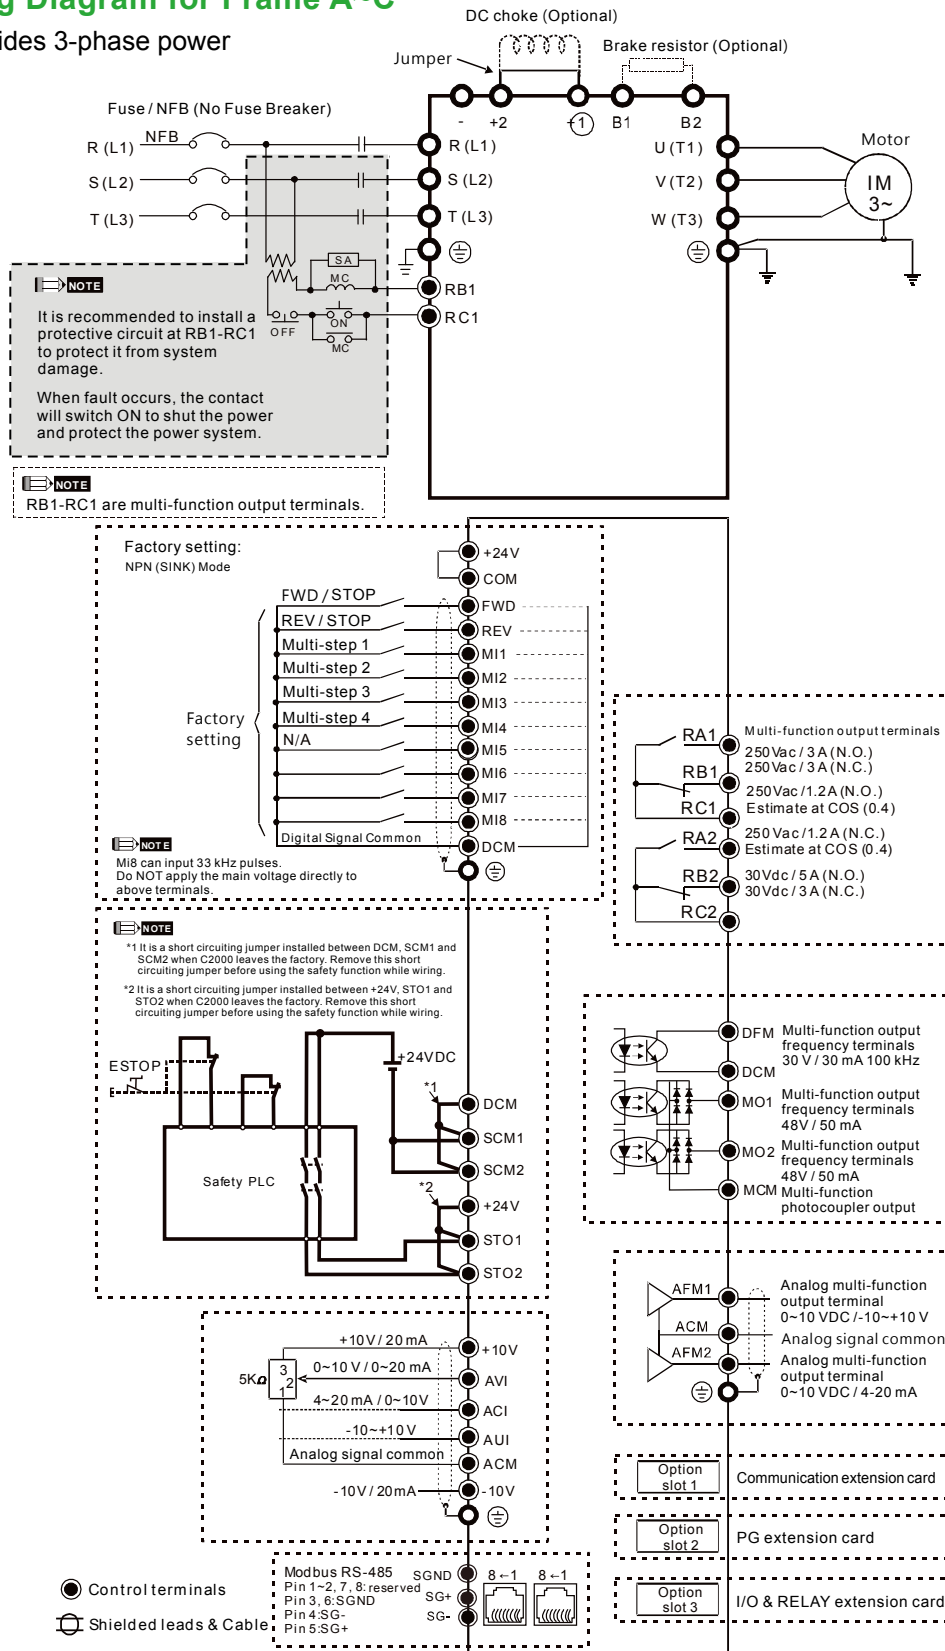 g Diagram for Frame A~C
ides 3-phase power
DC choke (Optional)
Jumper
Brake resistor (Optional)
Fuse / NFB (No Fuse Breaker)
- +2 +1 B1 B2
R (L1) NFB R (L1)
S (L2) S (L2)
T (L3) T (L3)
U (T1)
V (T2)
W (T3)
Motor
IM
3~
SA
MC
RB1
RC1
OFF
ON
MC
NOTE
It is recommended to install a
protective circuit at RB1-RC1
to protect it from system
damage.
When fault occurs, the contact
will switch ON to shut the power
and protect the power system.
NOTE
RB1-RC1 are multi-function output terminals.
Factory setting:
NPN (SINK) Mode
+24V
COM
FWD / STOP FWD
REV / STOP REV
Multi-step 1 MI1
Multi-step 2 MI2
Multi-step 3 MI3
Multi-step 4 MI4
N/A MI5
MI6
MI7
MI8
Digital Signal Common DCM
Factory
setting
NOTE
Mi8 can input 33 kHz pulses.
Do NOT apply the main voltage directly to
above terminals.
RA1
RB1
RC1
RA2
RB2
RC2
Multi-function output terminals
250Vac / 3A (N.O.)
250Vac / 3A (N.C.)
250Vac /1.2A (N.O.)
Estimate at COS (0.4)
250Vac /1.2A (N.C.)
Estimate at COS (0.4)
30Vdc / 5A (N.O.)
30Vdc / 3A (N.C.)
NOTE
*1 It is a short circuiting jumper installed between DCM, SCM1 and
SCM2 when C2000 leaves the factory. Remove this short
circuiting jumper before using the safety function while wiring.
*2 It is a short circuiting jumper installed between +24V, STO1 and
STO2 when C2000 leaves the factory. Remove this short
circuiting jumper before using the safety function while wiring.
ESTOP
+24VDC
Safety PLC
*1
DCM
SCM1
SCM2
*2
+24V
STO1
STO2
DFM Multi-function output
frequency terminals
30 V / 30 mA 100 kHz
DCM
MO1 Multi-function output
frequency terminals
48V / 50 mA
MO2 Multi-function output
frequency terminals
48V / 50 mA
MCM Multi-function
photocoupler output
AFM1 Analog multi-function
output terminal
0~10 VDC /-10~+10 V
ACM Analog signal common
AFM2 Analog multi-function
output terminal
0~10 VDC / 4-20 mA
5KΩ
3
2
1
+10V / 20 mA +10V
0~10 V / 0~20 mA AVI
4~20 mA / 0~10V ACI
-10~+10 V AUI
Analog signal common ACM
-10V / 20mA -10V
Option
slot 1
Communication extension card
Option
slot 2
PG extension card
Option
slot 3
I/O & RELAY extension card
Control terminals
Shielded leads & Cable
Modbus RS-485
Pin 1~2, 7, 8: reserved
Pin 3, 6:SGND
Pin 4:SG-
Pin 5:SG+
SGND
SG+
SG-
8←1 8←1